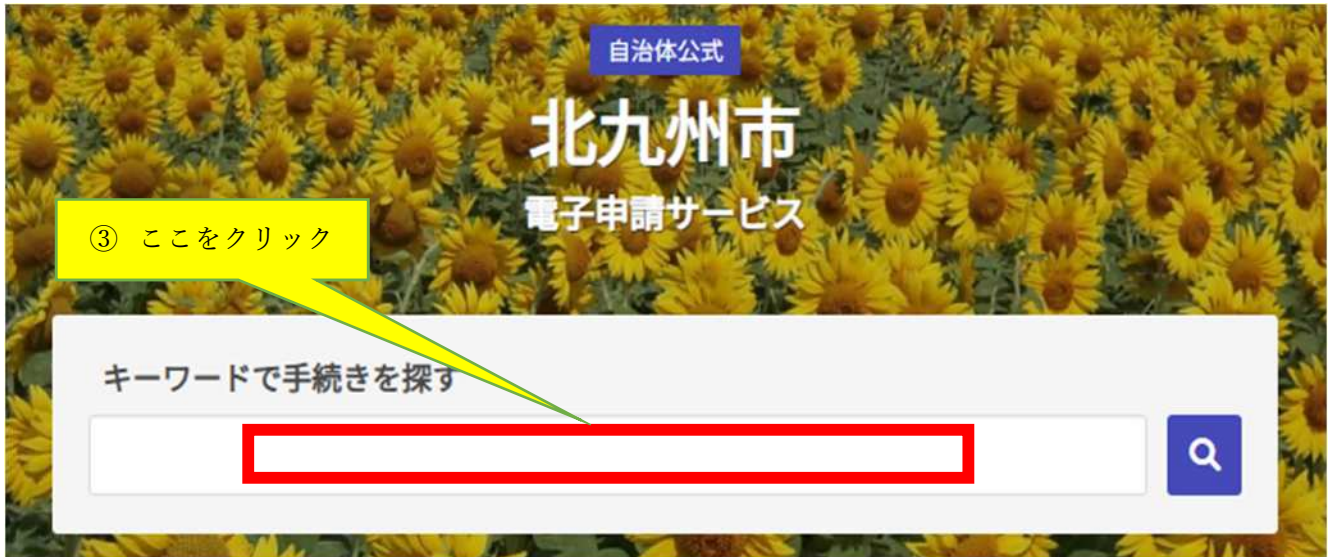 自治体公式
北九州市
電子申請サービス
③ ここをクリック
キーワードで手続きを探す